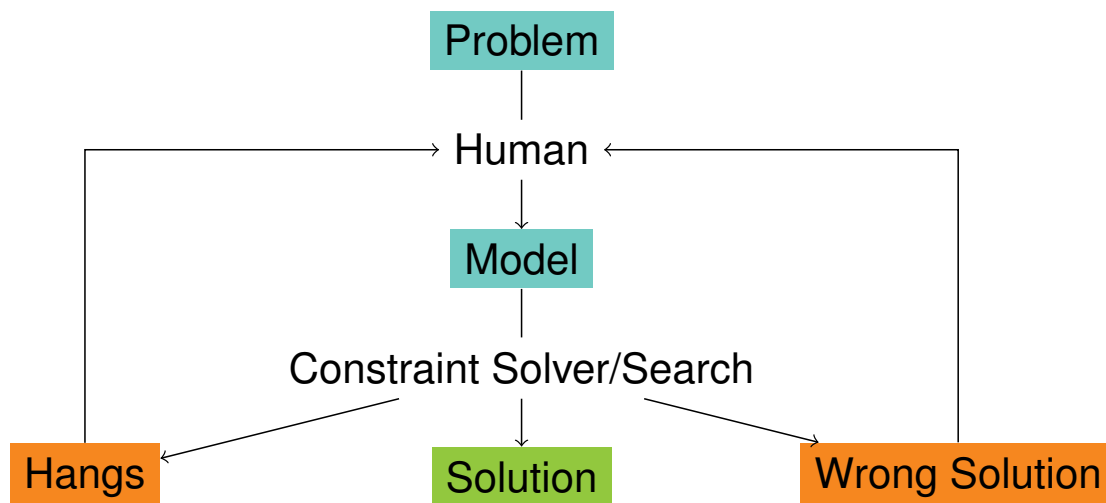 Problem
Human
Model
Constraint Solver/Search
Hangs
Solution
Wrong Solution